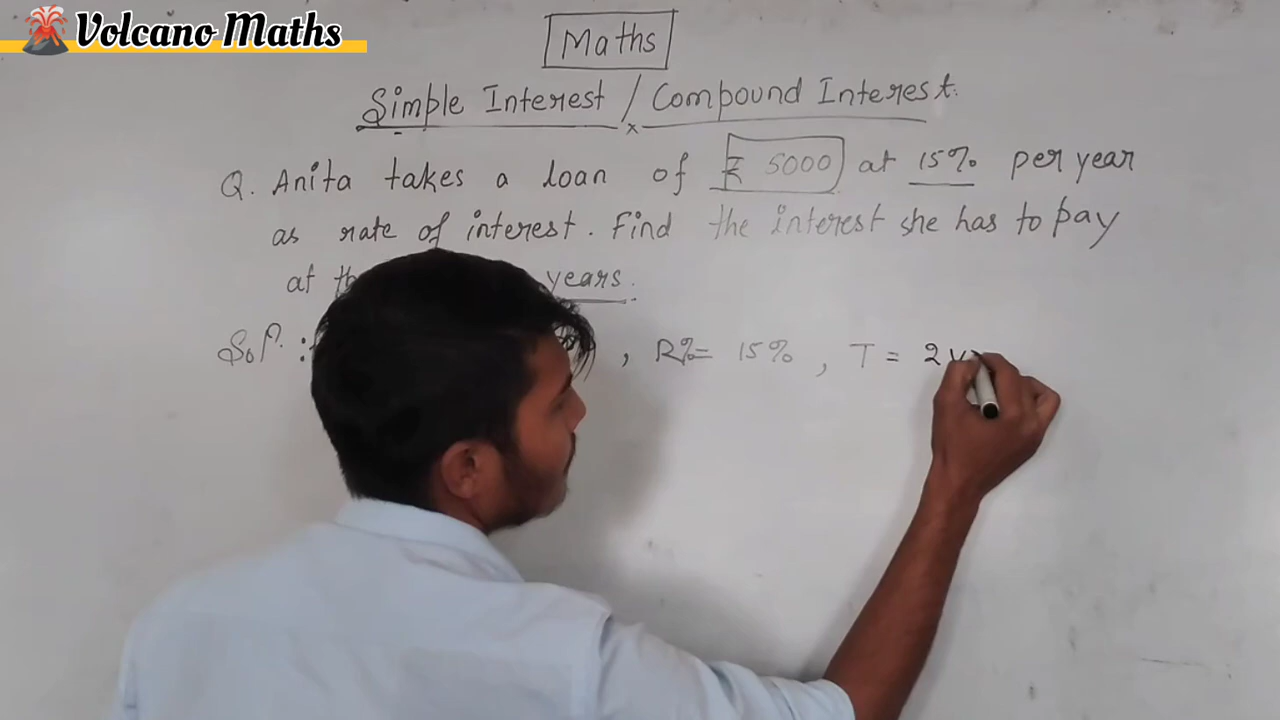 Volcano Maths
Maths
Simple Interest / Compound Interest.
Q. Anita takes a loan of ₹ 5000 at 15% per year
as rate of interest. Find the interest she has to pay
at years.
Solⁿ: , R%= 15% , T = 2